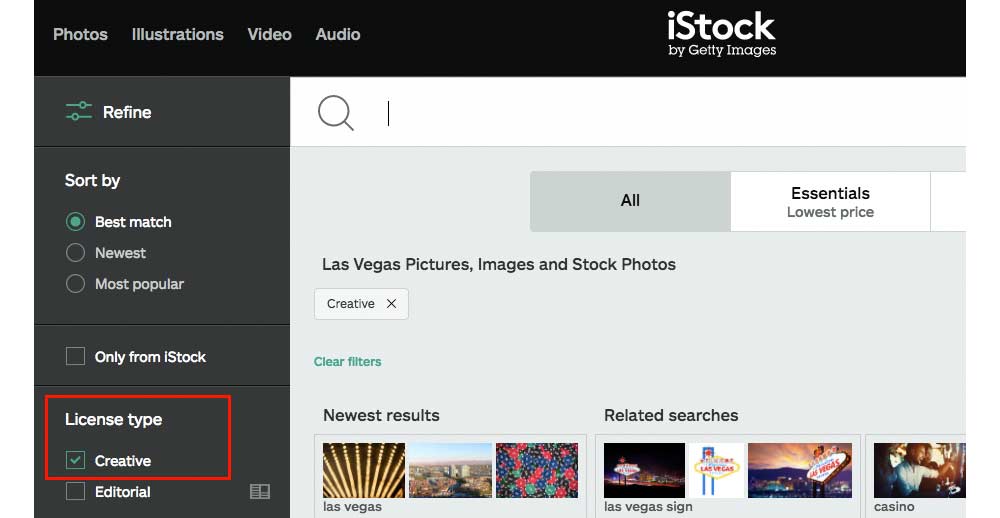 Photos Illustrations Video Audio
iStock
by Getty Images
Refine
Sort by
Best match
Newest
Most popular
Only from iStock
License type
Creative
Editorial
All
Essentials
Lowest price
Las Vegas Pictures, Images and Stock Photos
Creative ×
Clear filters
Newest results
las vegas
Related searches
LAS VEGAS
LAS VEGAS
las vegas sign
casino